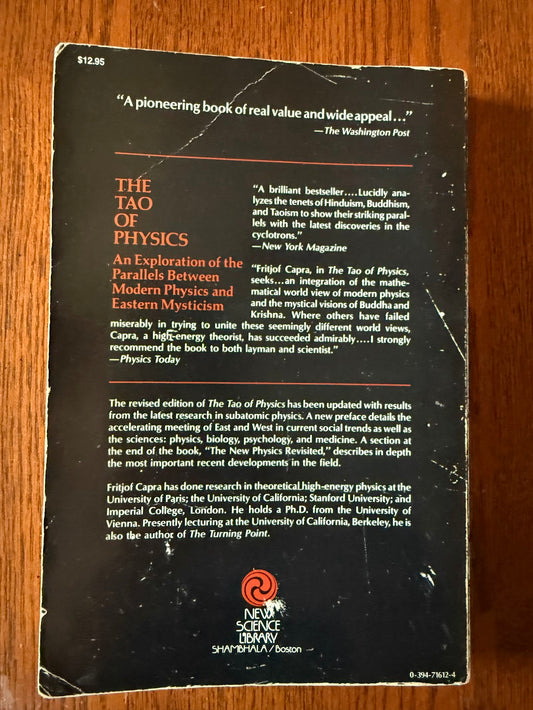 $12.95
“A pioneering book of real value and wide appeal...”
—The Washington Post
THE
TAO
OF
PHYSICS
An Exploration of the
Parallels Between
Modern Physics and
Eastern Mysticism
“A brilliant bestseller....Lucidly ana-
lyzes the tenets of Hinduism, Buddhism,
and Taoism to show their striking paral-
lels with the latest discoveries in the
cyclotrons.”
—New York Magazine
“Fritjof Capra, in The Tao of Physics,
seeks...an integration of the mathe-
matical world view of modern physics
and the mystical visions of Buddha and
Krishna. Where others have failed
miserably in trying to unite these seemingly different world views,
Capra, a high-energy theorist, has succeeded admirably....I strongly
recommend the book to both layman and scientist.”
—Physics Today
The revised edition of The Tao of Physics has been updated with results
from the latest research in subatomic physics. A new preface details the
accelerating meeting of East and West in current social trends as well as
the sciences: physics, biology, psychology, and medicine. A section at
the end of the book, “The New Physics Revisited,” describes in depth
the most important recent developments in the field.
Fritjof Capra has done research in theoretical high-energy physics at the
University of Paris; the University of California; Stanford University; and
Imperial College, London. He holds a Ph.D. from the University of
Vienna. Presently lecturing at the University of California, Berkeley, he is
also the author of The Turning Point.
NEW
SCIENCE
LIBRARY
SHAMBHALA/Boston
0-394-71612-4